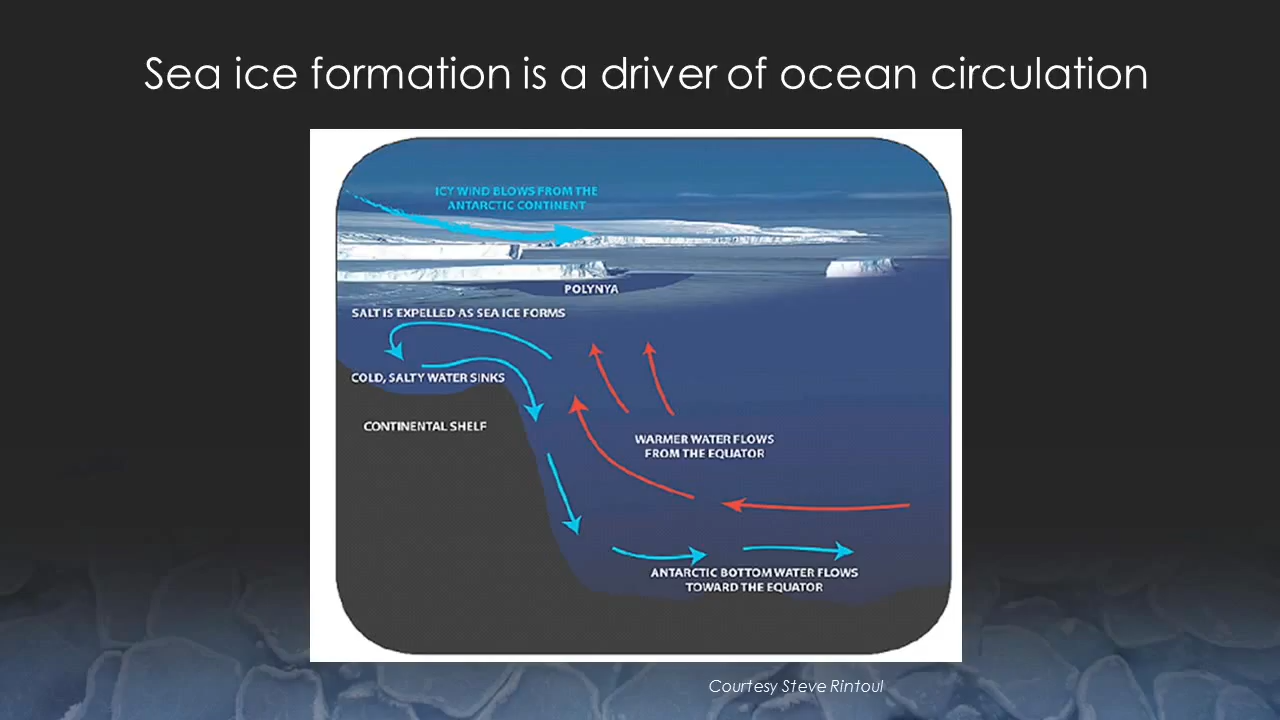 Sea ice formation is a driver of ocean circulation
ICY WIND BLOWS FROM THE
ANTARCTIC CONTINENT
POLYNYA
SALT IS EXPELLED AS SEA ICE FORMS
COLD, SALTY WATER SINKS
CONTINENTAL SHELF
WARMER WATER FLOWS
FROM THE EQUATOR
ANTARCTIC BOTTOM WATER FLOWS
TOWARD THE EQUATOR
Courtesy Steve Rintoul